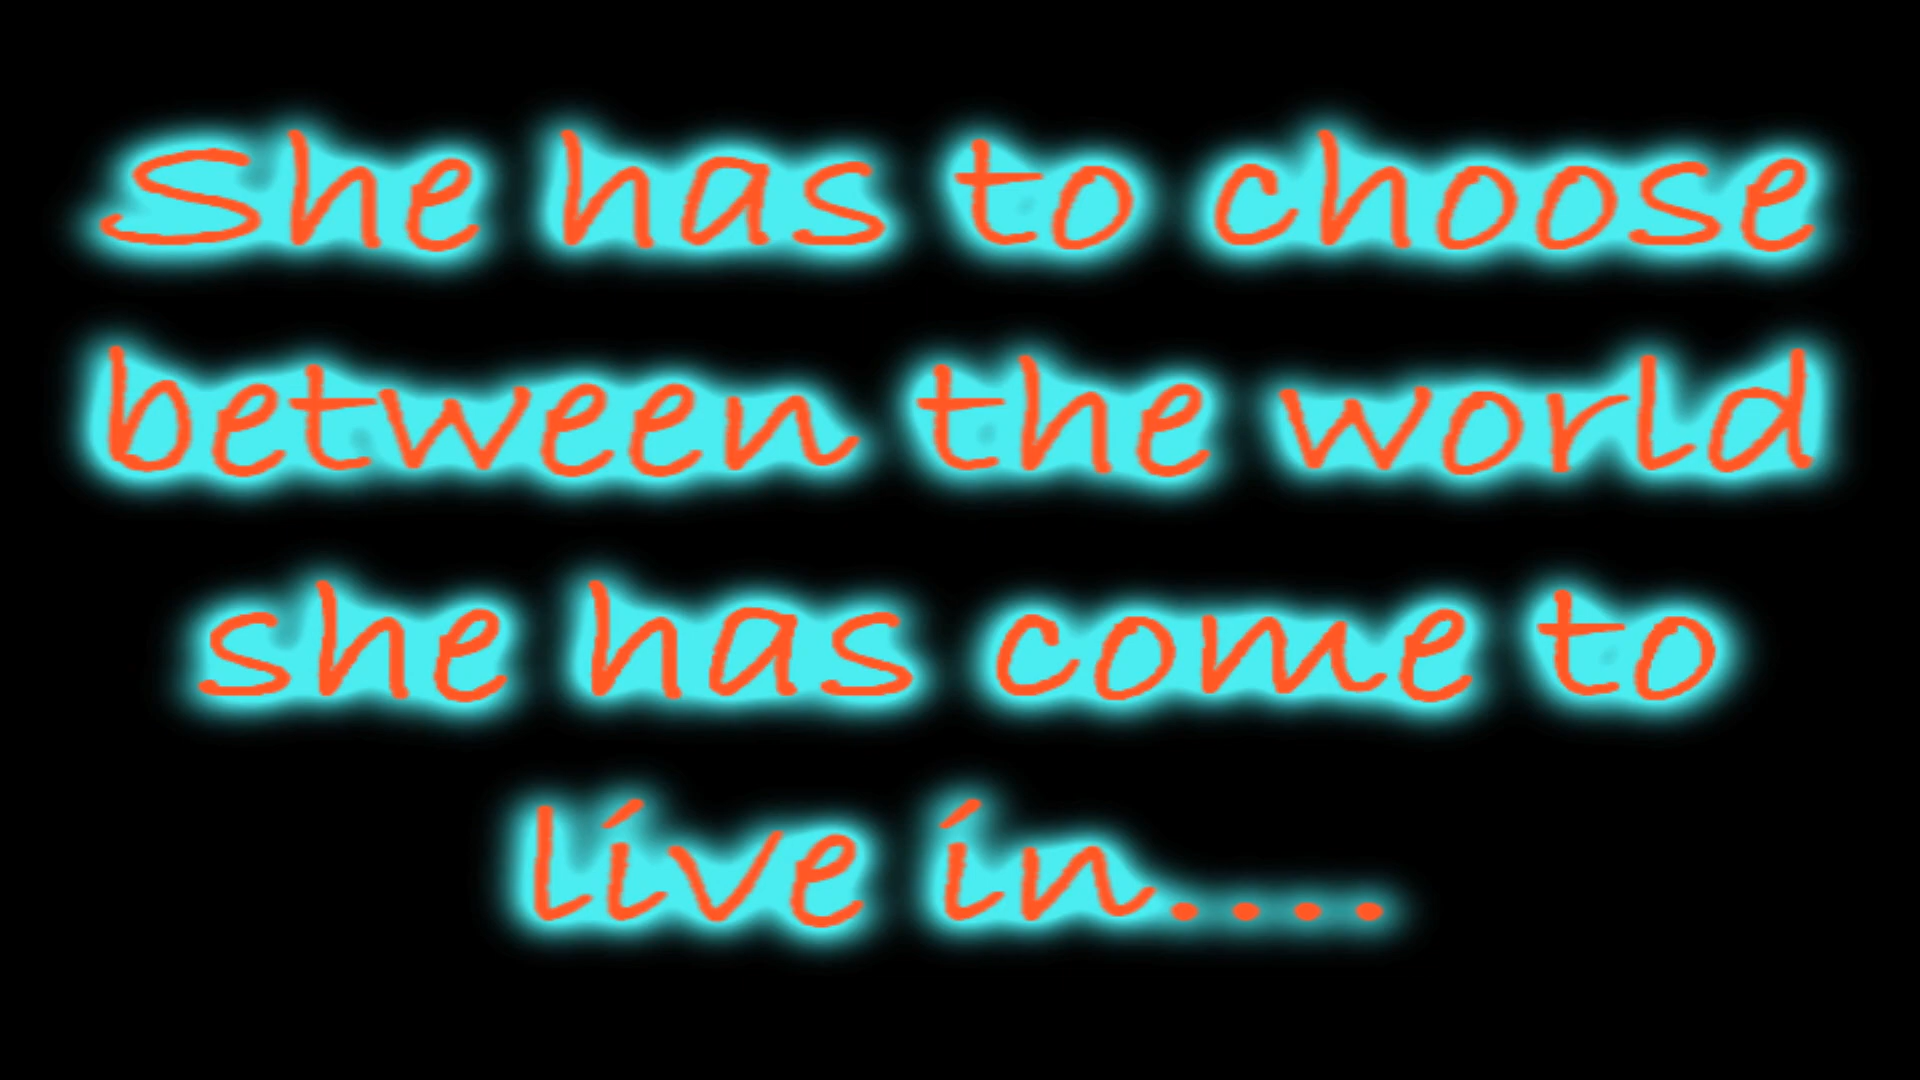 She has to choose
between the world
she has come to
live in....